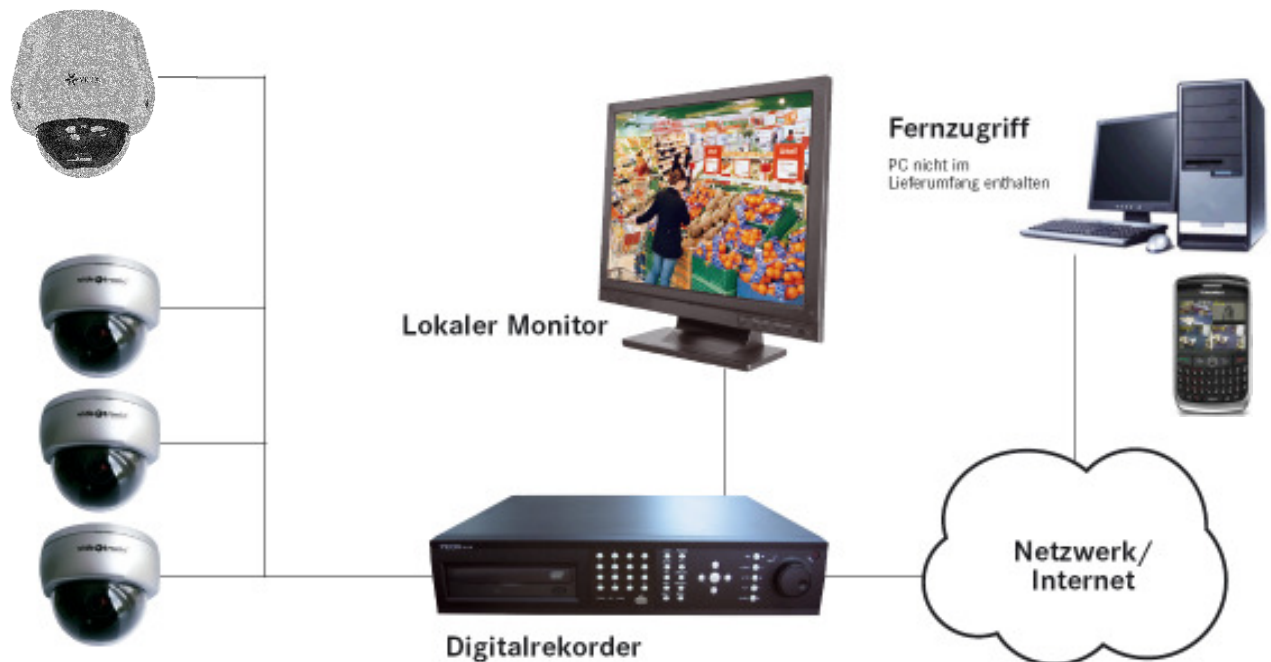 Fernzugriff
PC nicht im
Lieferumfang enthalten
Lokaler Monitor
Netzwerk/
Internet
Digitalrekorder